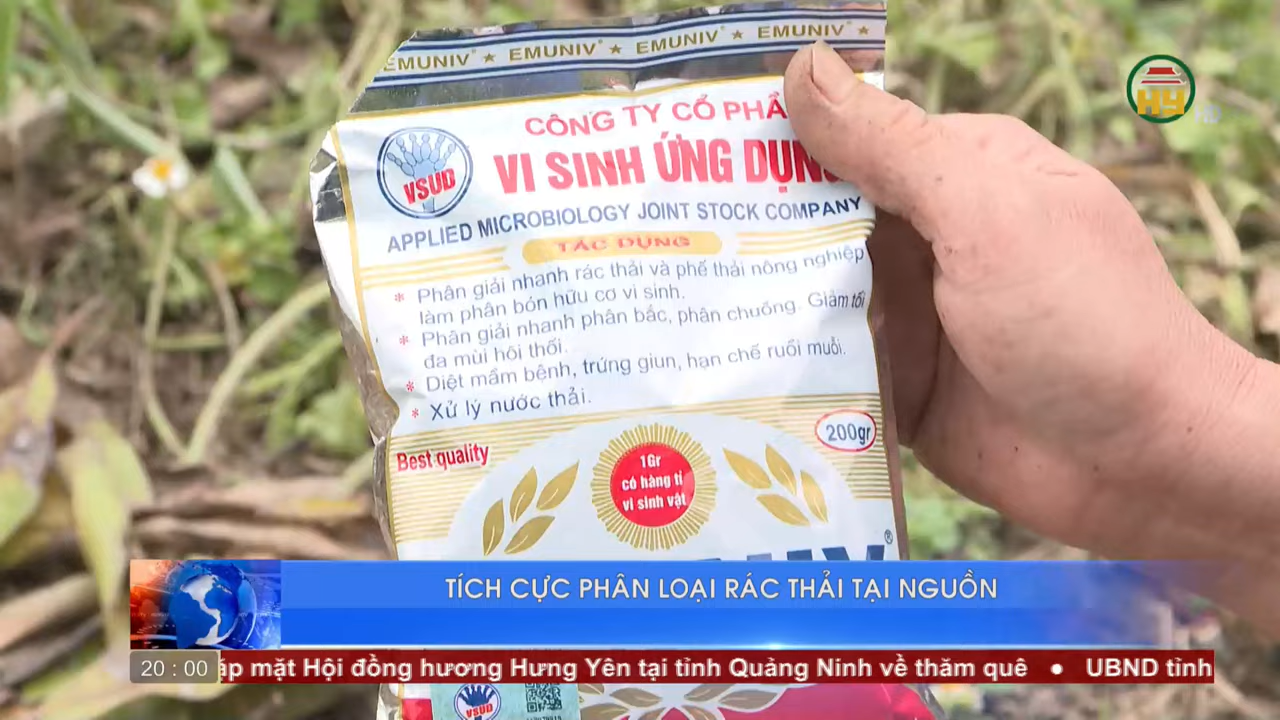 EMUNIV® ★ EMUNIV® ★ EMUNIV® ★ EMUNIV® ★
HY
HD
CÔNG TY CỔ
VI SINH ỨNG
VSUD
APPLIED MICROBIOLOGY JOINT STOCK COMPANY
TÁC DỤNG
* Phân giải nhanh rác thải và phế thải nông nghiệp
làm phân bón hữu cơ vi sinh.
* Phân giải nhanh phân bắc, phân chuồng. Giảm tối
đa mùi hôi thối.
* Diệt mầm bệnh, trứng giun, hạn chế ruồi muỗi.
* Xử lý nước thải.
Best quality
200gr
1Gr
có hàng tỉ
vi sinh vật
TÍCH CỰC PHÂN LOẠI RÁC THẢI TẠI NGUỒN
20 : 00
mặt Hội đồng hương Hưng Yên tại tỉnh Quảng Ninh về thăm quê ● UBND tỉnh
VSUD